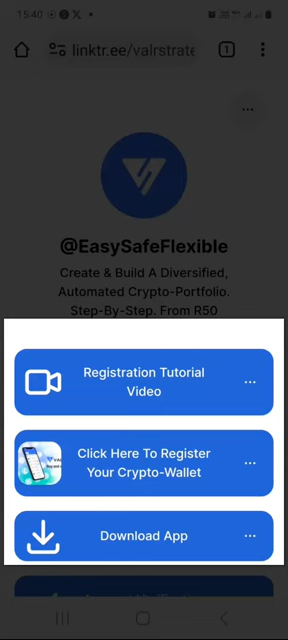 15:40
linktr.ee/valrstrate
1
@EasySafeFlexible
Create & Build A Diversified,
Automated Crypto-Portfolio.
Step-By-Step. From R50
Registration Tutorial
Video
Click Here To Register
Your Crypto-Wallet
Download App